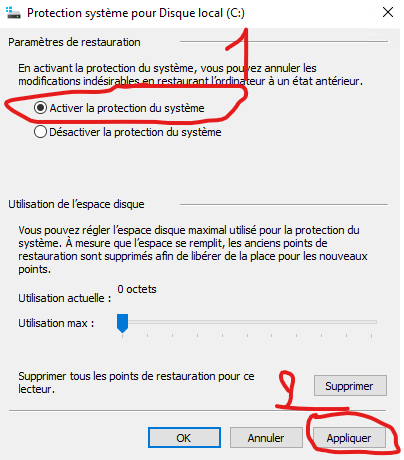 Protection système pour Disque local (C:)
Paramètres de restauration
1
En activant la protection du système, vous pouvez annuler les
modifications indésirables en restaurant l'ordinateur à un état antérieur.
Activer la protection du système
Désactiver la protection du système
Utilisation de l'espace disque
Vous pouvez régler l'espace disque maximal utilisé pour la protection du
système. À mesure que l'espace se remplit, les anciens points de
restauration sont supprimés afin de libérer de la place pour les nouveaux
points.
Utilisation actuelle : 0 octets
Utilisation max :
Supprimer tous les points de restauration pour ce
lecteur.
2
Supprimer
OK Annuler Appliquer